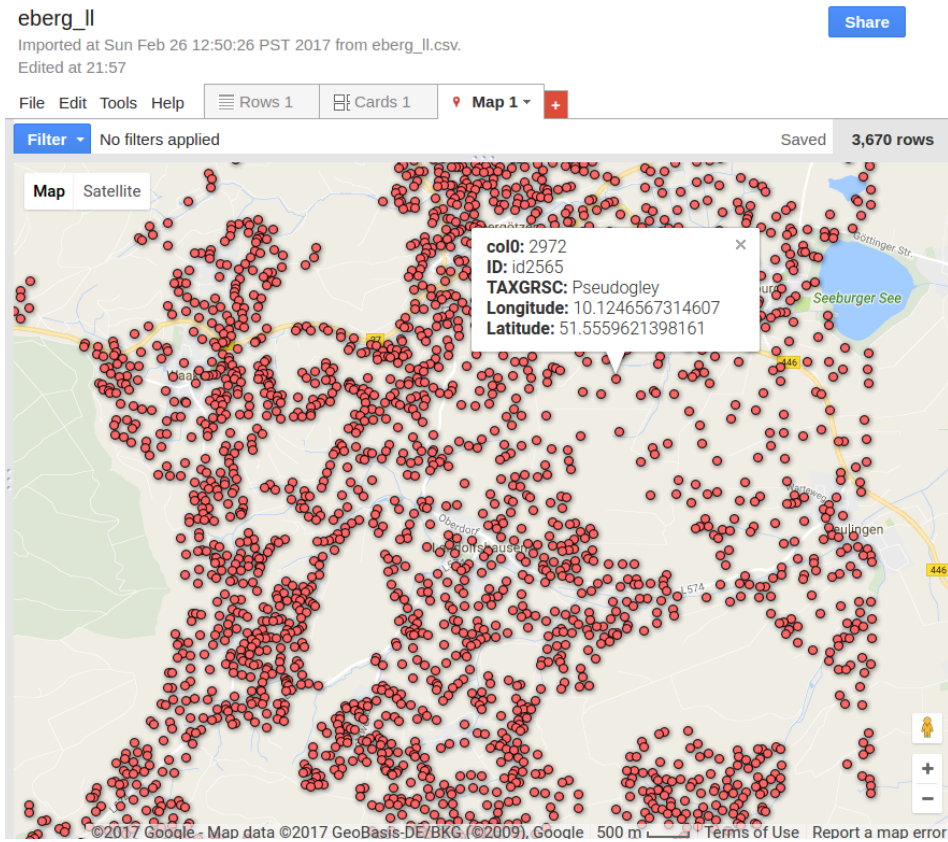 eberg_ll
Imported at Sun Feb 26 12:50:26 PST 2017 from eberg_ll.csv.
Edited at 21:57
Share
File Edit Tools Help
Rows 1
Cards 1
Map 1
+
Filter
No filters applied
Saved
3,670 rows
Map
Satellite
col0: 2972
ID: id2565
TAXGRSC: Pseudogley
Longitude: 10.1246567314607
Latitude: 51.5559621398161
Göttinger Str.
Seeburger See
27
446
Oberdorf
L574
446
500 m
©2017 Google - Map data ©2017 GeoBasis-DE/BKG (©2009), Google
Terms of Use
Report a map error